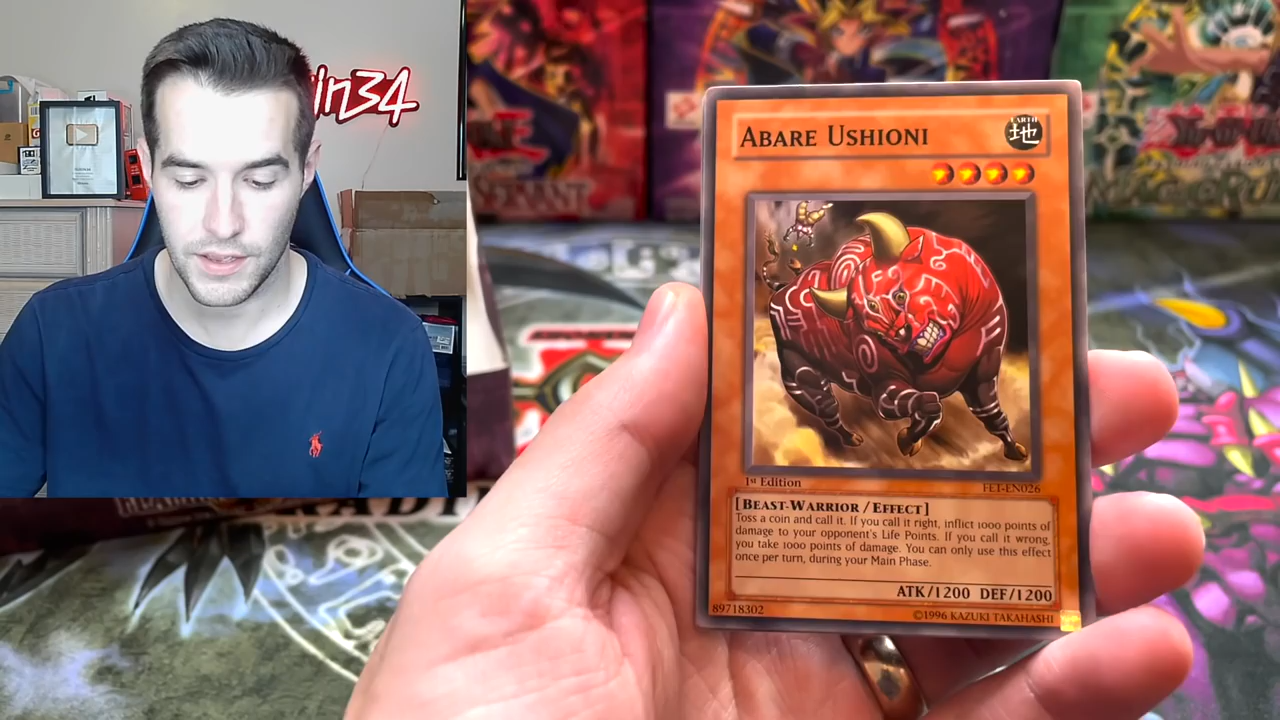 in34
ABARE USHIONI
EARTH
地
1st Edition
FET-EN026
[BEAST-WARRIOR / EFFECT]
Toss a coin and call it. If you call it right, inflict 1000 points of
damage to your opponent's Life Points. If you call it wrong,
you take 1000 points of damage. You can only use this effect
once per turn, during your Main Phase.
ATK/1200 DEF/1200
89718302
©1996 KAZUKI TAKAHASHI